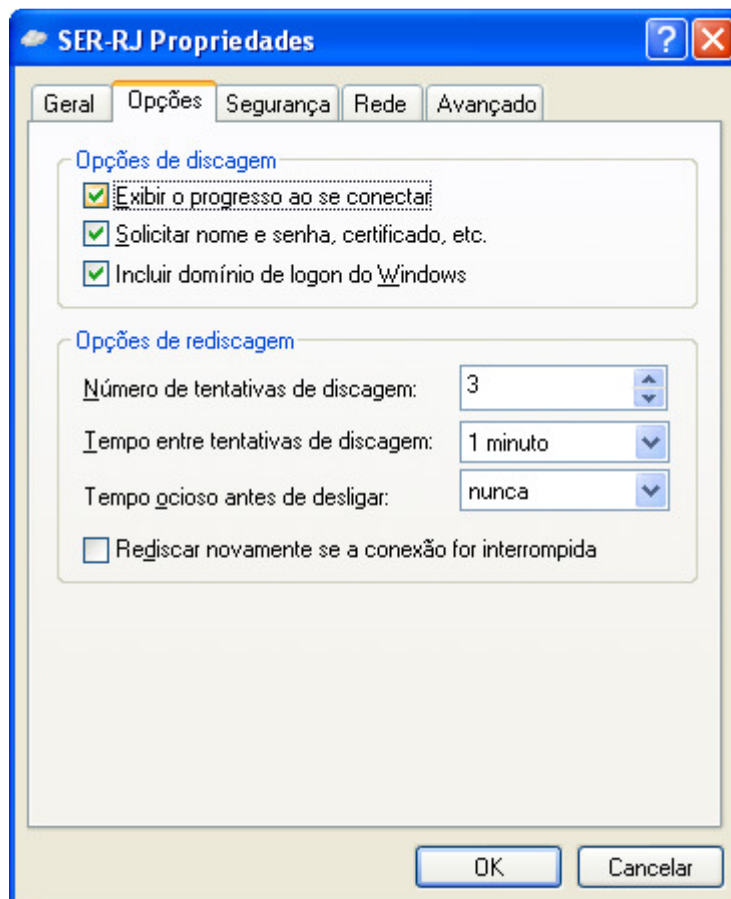 SER-RJ Propriedades
Geral Opções Segurança Rede Avançado
Opções de discagem
Exibir o progresso ao se conectar
Solicitar nome e senha, certificado, etc.
Incluir domínio de logon do Windows
Opções de rediscagem
Número de tentativas de discagem: 3
Tempo entre tentativas de discagem: 1 minuto
Tempo ocioso antes de desligar: nunca
Rediscar novamente se a conexão for interrompida
OK Cancelar